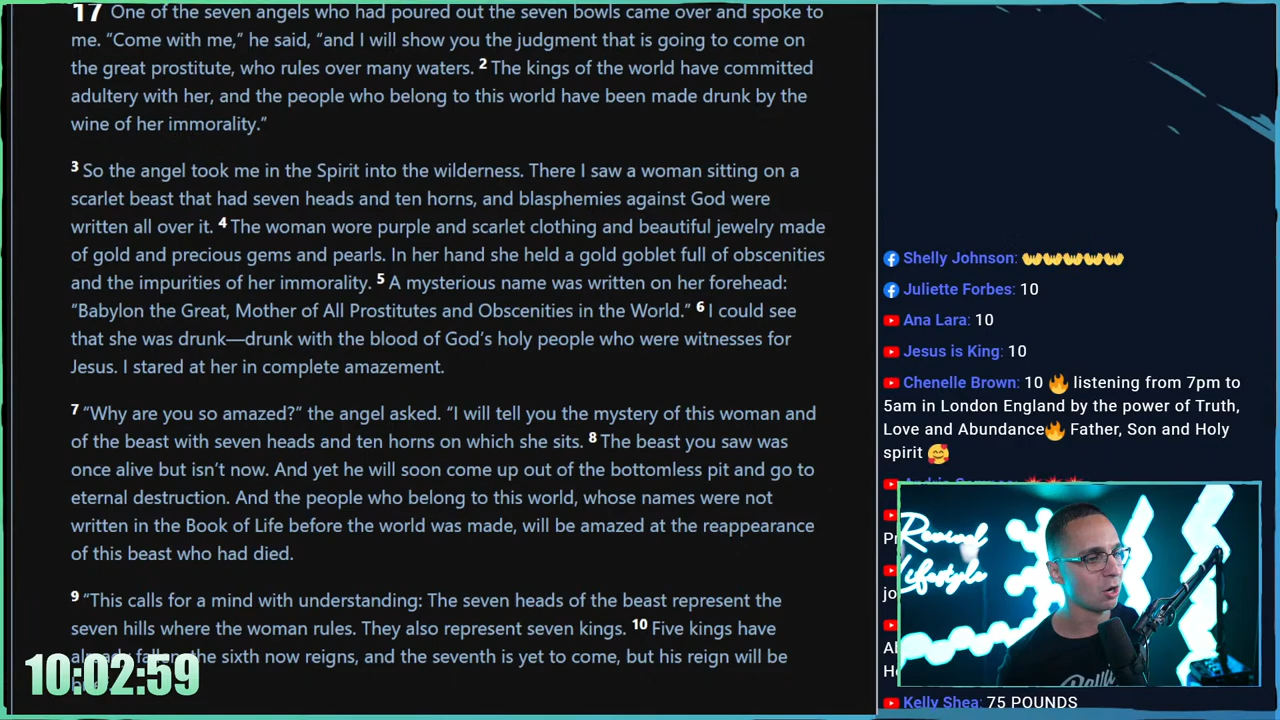 17 One of the seven angels who had poured out the seven bowls came over and spoke to
me. “Come with me,” he said, “and I will show you the judgment that is going to come on
the great prostitute, who rules over many waters. 2 The kings of the world have committed
adultery with her, and the people who belong to this world have been made drunk by the
wine of her immorality.”
3 So the angel took me in the Spirit into the wilderness. There I saw a woman sitting on a
scarlet beast that had seven heads and ten horns, and blasphemies against God were
written all over it. 4 The woman wore purple and scarlet clothing and beautiful jewelry made
of gold and precious gems and pearls. In her hand she held a gold goblet full of obscenities
and the impurities of her immorality. 5 A mysterious name was written on her forehead:
“Babylon the Great, Mother of All Prostitutes and Obscenities in the World.” 6 I could see
that she was drunk—drunk with the blood of God’s holy people who were witnesses for
Jesus. I stared at her in complete amazement.
7 “Why are you so amazed?” the angel asked. “I will tell you the mystery of this woman and
of the beast with seven heads and ten horns on which she sits. 8 The beast you saw was
once alive but isn’t now. And yet he will soon come up out of the bottomless pit and go to
eternal destruction. And the people who belong to this world, whose names were not
written in the Book of Life before the world was made, will be amazed at the reappearance
of this beast who had died.
9 “This calls for a mind with understanding: The seven heads of the beast represent the
seven hills where the woman rules. They also represent seven kings. 10 Five kings have
already fallen, the sixth now reigns, and the seventh is yet to come, but his reign will be
10:02:59
Shelly Johnson: 👐👐👐👐👐
Juliette Forbes: 10
Ana Lara: 10
Jesus is King: 10
Chenelle Brown: 10 🔥 listening from 7pm to
5am in London England by the power of Truth,
Love and Abundance🔥 Father, Son and Holy
spirit 🥰
Kelly Shea: 75 POUNDS
Revival
Lifestyle